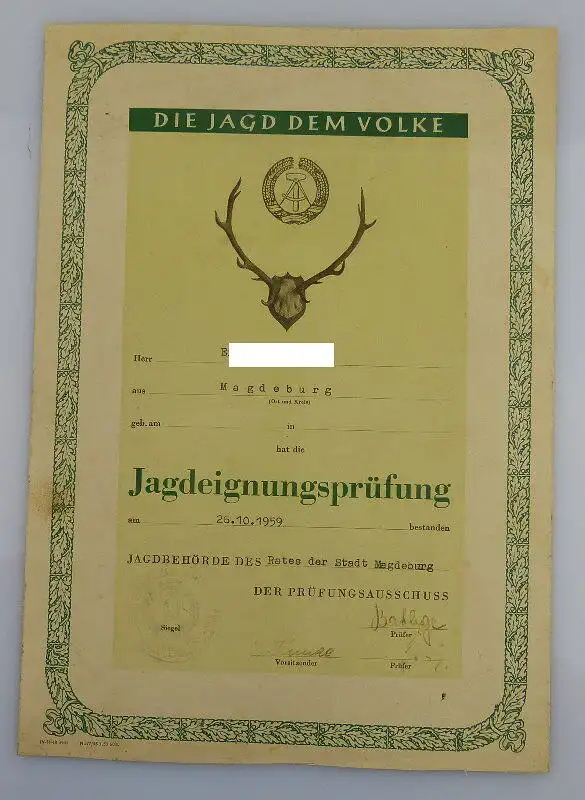 DIE JAGD DEM VOLKE
Herr E
aus Magdeburg
(Ort und Kreis)
geb. am in
hat die
Jagdeignungsprüfung
am 26.10.1959 bestanden
JAGDBEHÖRDE DES Rates der Stadt Magdeburg
DER PRÜFUNGSAUSSCHUSS
Siegel
Prüfer
Vorsitzender Prüfer